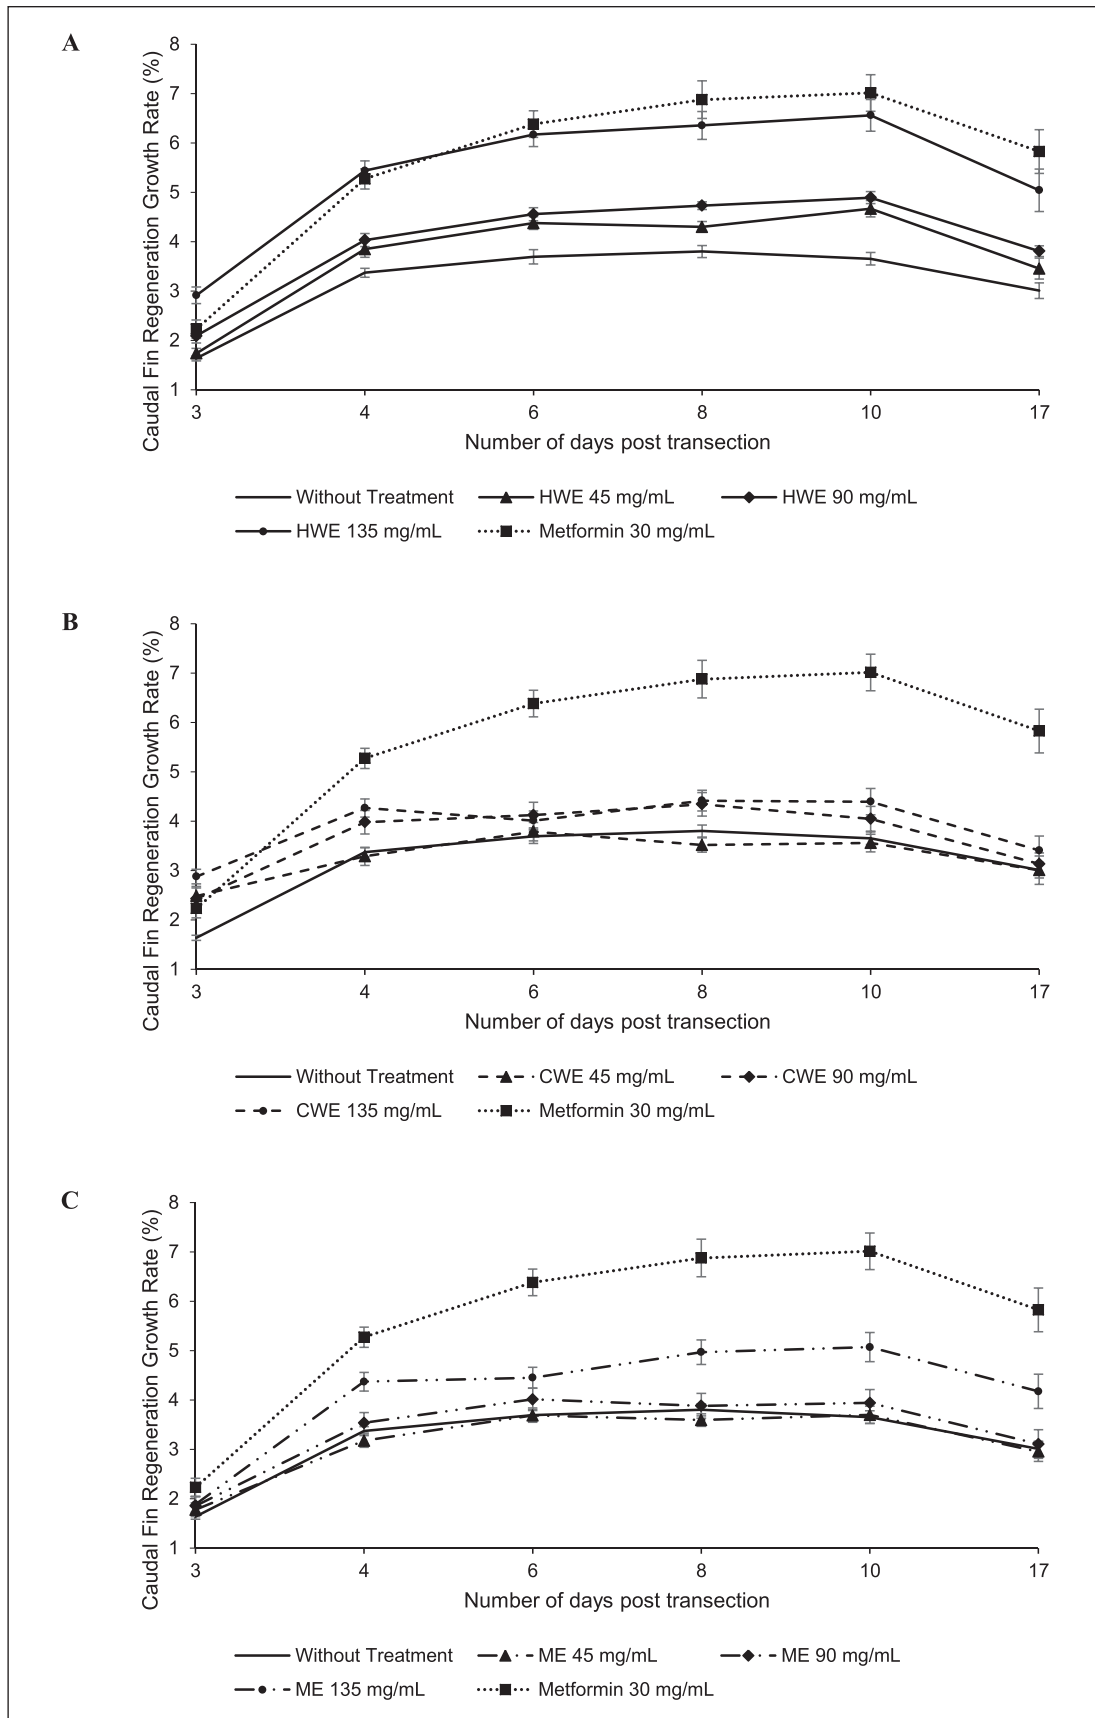 A
Caudal Fin Regeneration Growth Rate (%)
8
7
6
5
4
3
2
1
3 4 6 8 10 17
Number of days post transection
Without Treatment HWE 45 mg/mL HWE 90 mg/mL
HWE 135 mg/mL Metformin 30 mg/mL
B
Caudal Fin Regeneration Growth Rate (%)
8
7
6
5
4
3
2
1
3 4 6 8 10 17
Number of days post transection
Without Treatment CWE 45 mg/mL CWE 90 mg/mL
CWE 135 mg/mL Metformin 30 mg/mL
C
Caudal Fin Regeneration Growth Rate (%)
8
7
6
5
4
3
2
1
3 4 6 8 10 17
Number of days post transection
Without Treatment ME 45 mg/mL ME 90 mg/mL
ME 135 mg/mL Metformin 30 mg/mL